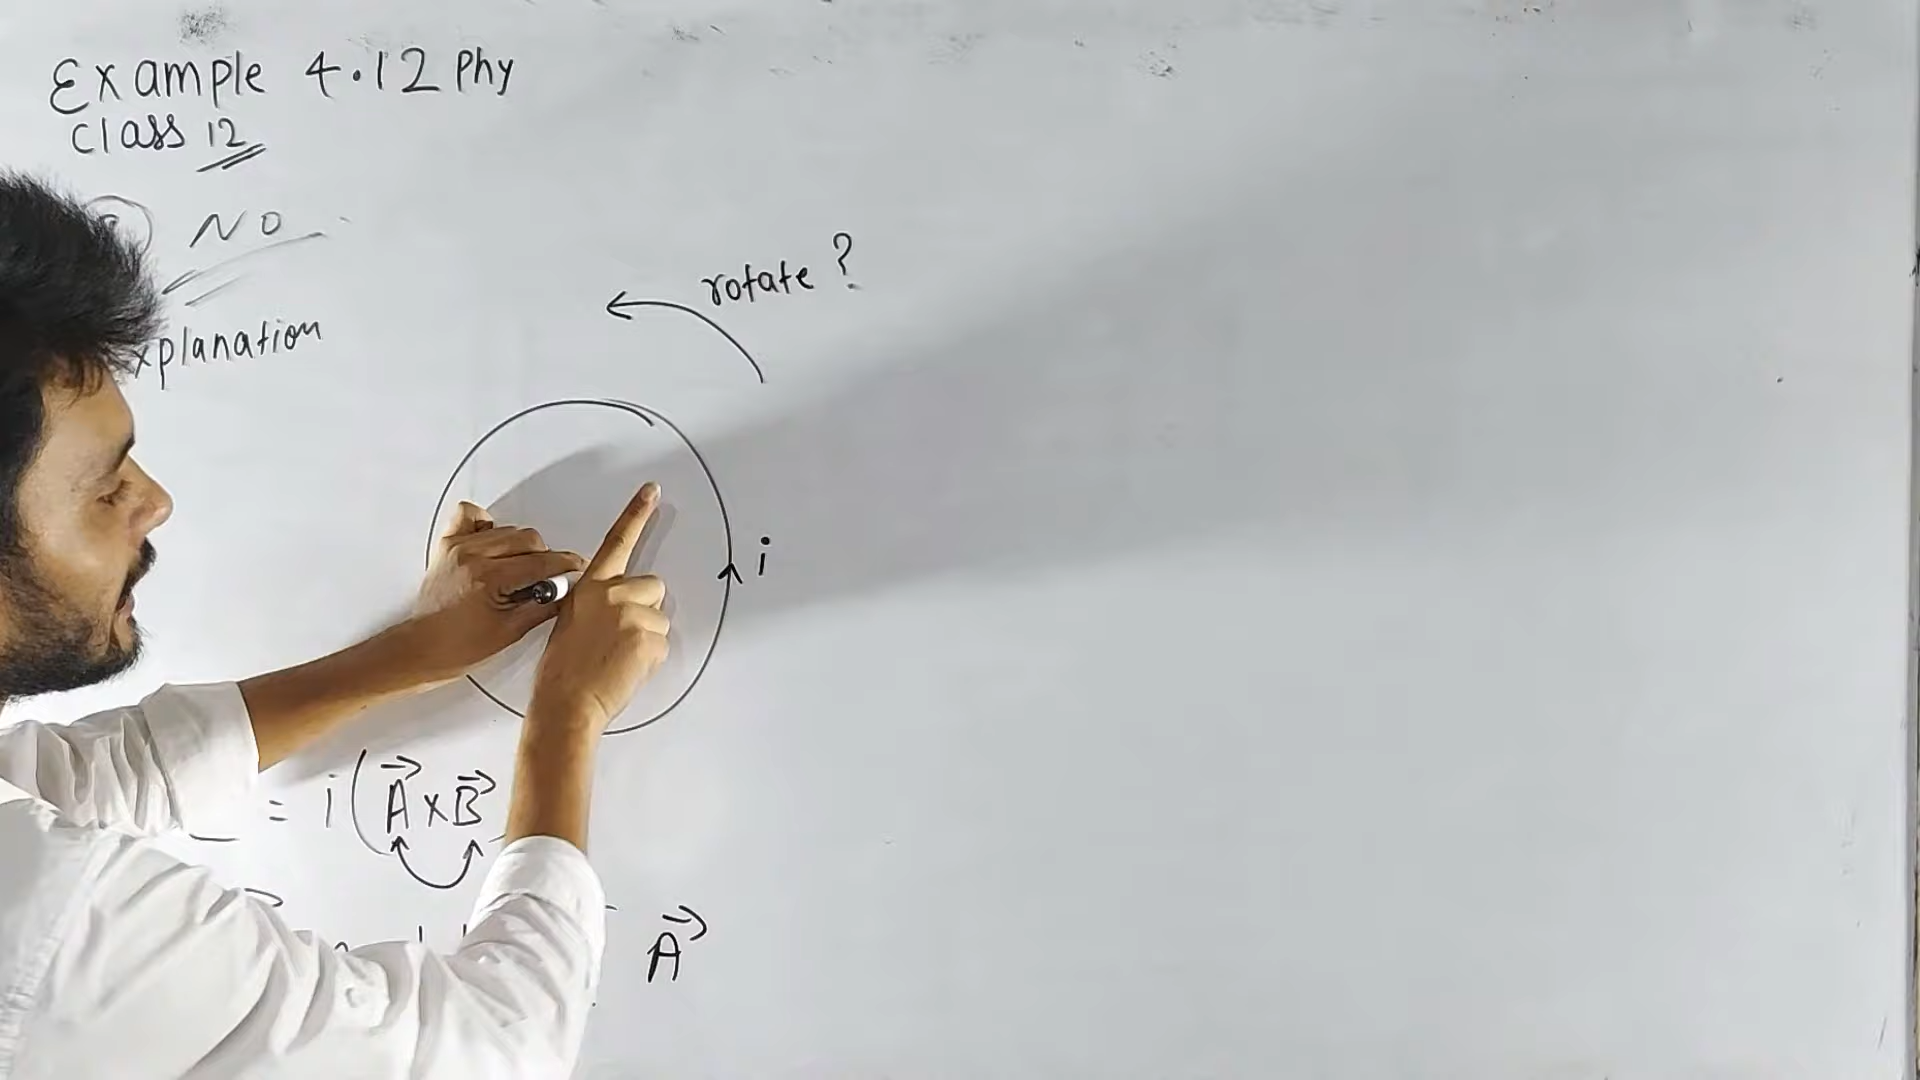 Example 4.12 Phy
class 12
NO
rotate ?
xplanation
i
= i(A⃗ x B⃗
A⃗